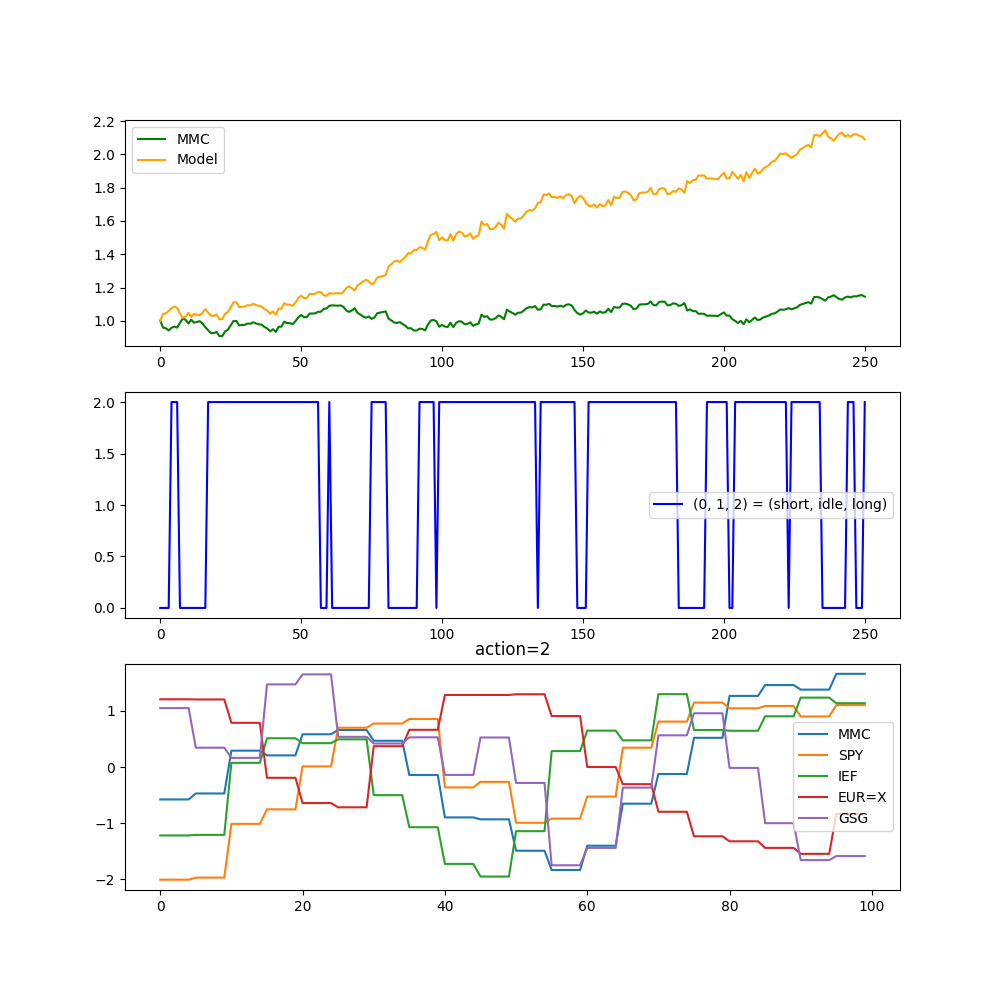 2.2
2.0
1.8
1.6
1.4
1.2
1.0
MMC
Model
0 50 100 150 200 250
2.0
1.5
1.0
0.5
0.0
(0, 1, 2) = (short, idle, long)
0 50 100 150 200 250
action=2
1
0
−1
−2
MMC
SPY
IEF
EUR=X
GSG
0 20 40 60 80 100